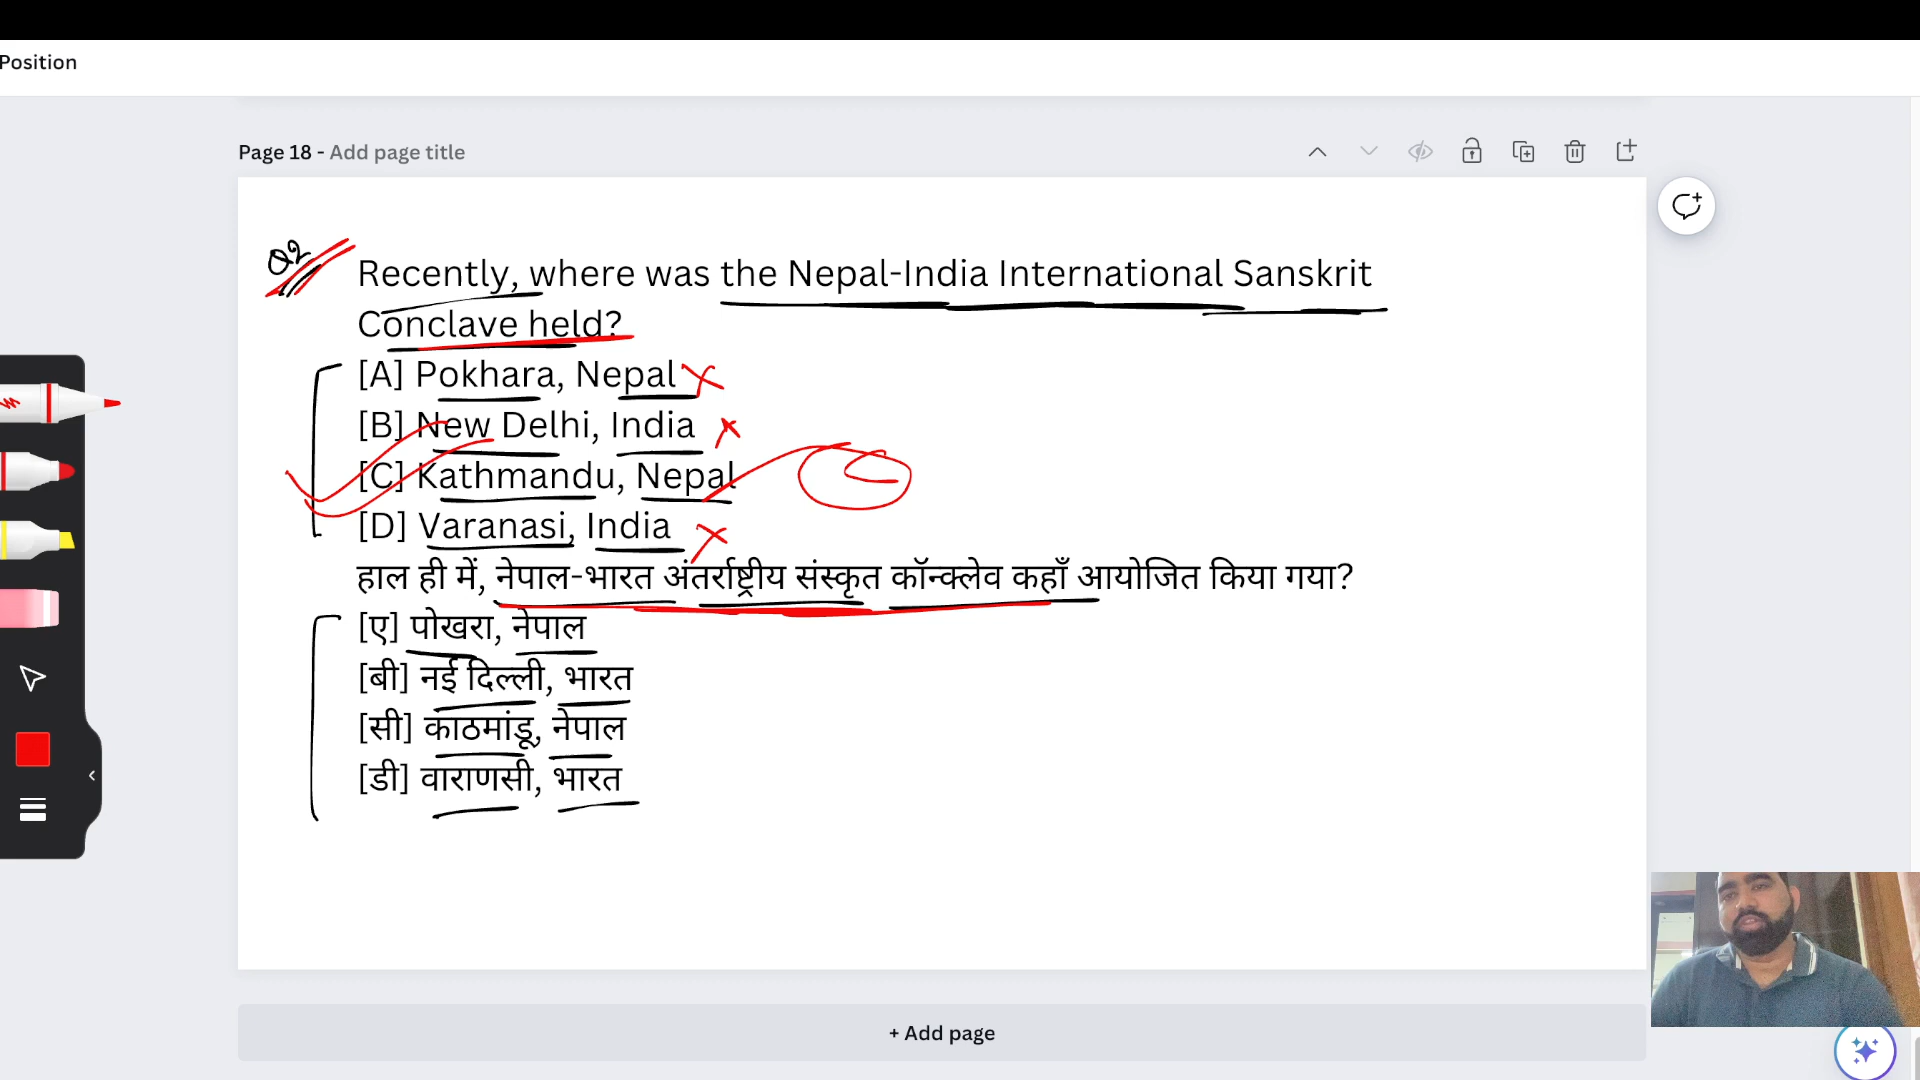 Position
Page 18 - Add page title
Q2
Recently, where was the Nepal-India International Sanskrit
Conclave held?
[A] Pokhara, Nepal
[B] New Delhi, India
[C] Kathmandu, Nepal
[D] Varanasi, India
हाल ही में, नेपाल-भारत अंतर्राष्ट्रीय संस्कृत कॉन्क्लेव कहाँ आयोजित किया गया?
[ए] पोखरा, नेपाल
[बी] नई दिल्ली, भारत
[सी] काठमांडू, नेपाल
[डी] वाराणसी, भारत
+ Add page